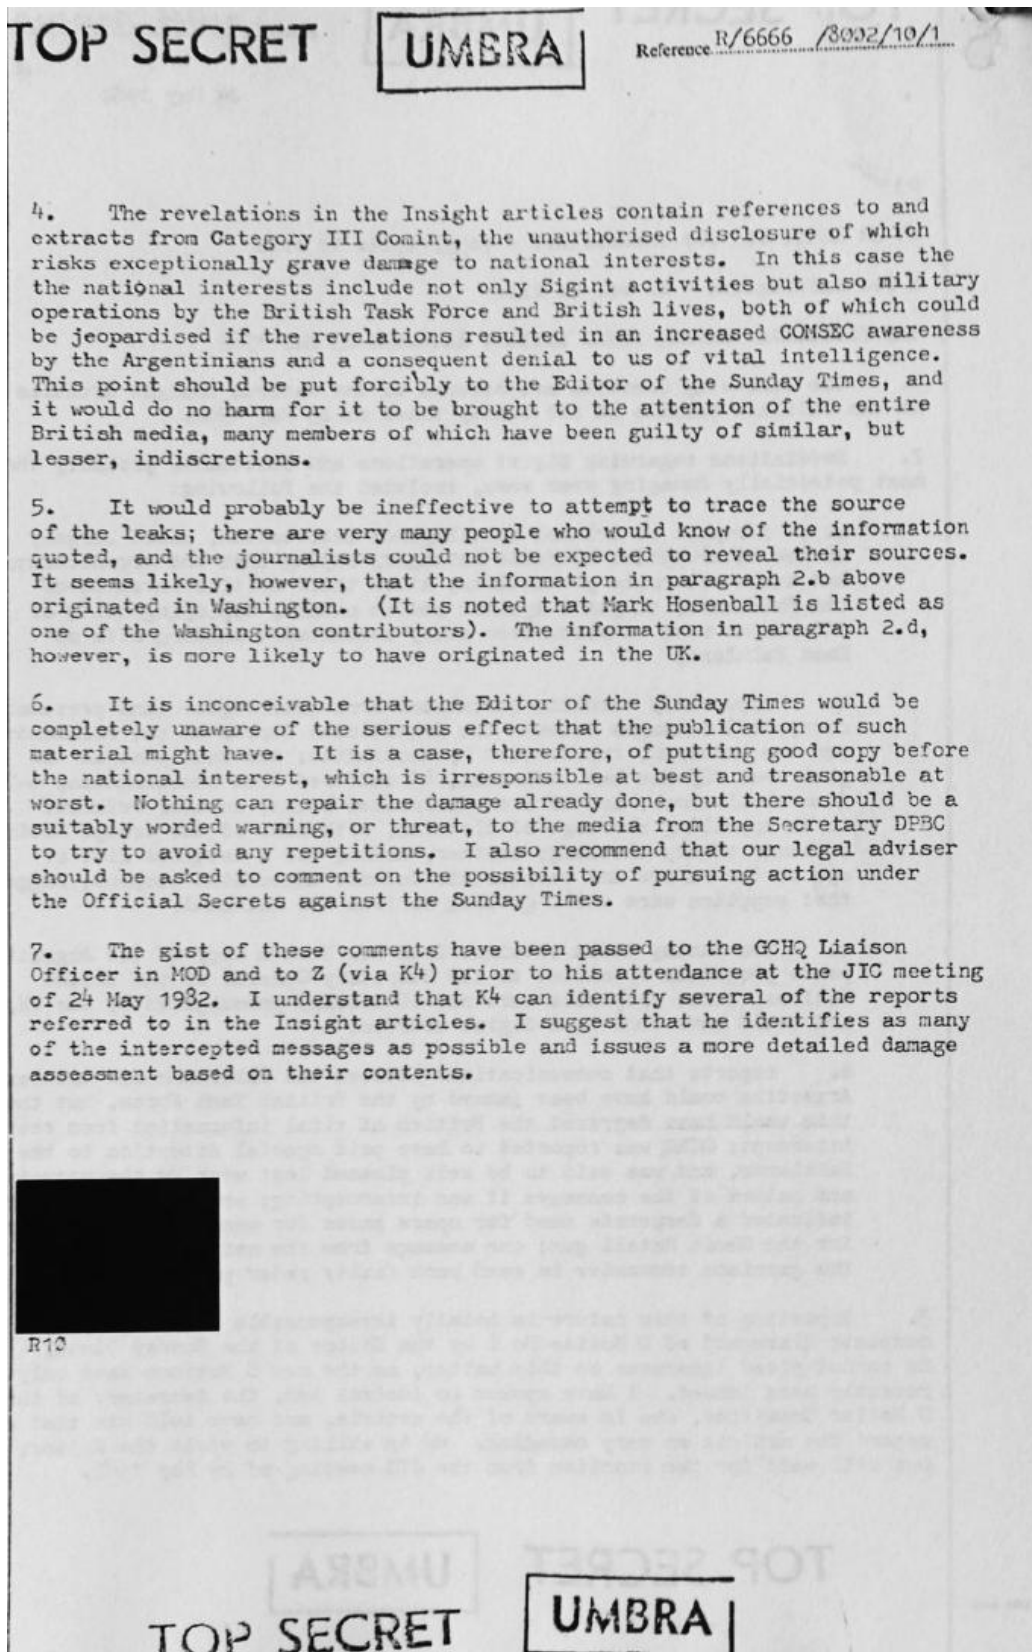 TOP SECRET
UMBRA
Reference R/6666 /8002/10/1
4. The revelations in the Insight articles contain references to and
extracts from Category III Comint, the unauthorised disclosure of which
risks exceptionally grave damage to national interests. In this case the
the national interests include not only Sigint activities but also military
operations by the British Task Force and British lives, both of which could
be jeopardised if the revelations resulted in an increased COMSEC awareness
by the Argentinians and a consequent denial to us of vital intelligence.
This point should be put forcibly to the Editor of the Sunday Times, and
it would do no harm for it to be brought to the attention of the entire
British media, many members of which have been guilty of similar, but
lesser, indiscretions.
5. It would probably be ineffective to attempt to trace the source
of the leaks; there are very many people who would know of the information
quoted, and the journalists could not be expected to reveal their sources.
It seems likely, however, that the information in paragraph 2.b above
originated in Washington. (It is noted that Mark Hosenball is listed as
one of the Washington contributors). The information in paragraph 2.d,
however, is more likely to have originated in the UK.
6. It is inconceivable that the Editor of the Sunday Times would be
completely unaware of the serious effect that the publication of such
material might have. It is a case, therefore, of putting good copy before
the national interest, which is irresponsible at best and treasonable at
worst. Nothing can repair the damage already done, but there should be a
suitably worded warning, or threat, to the media from the Secretary DPBC
to try to avoid any repetitions. I also recommend that our legal adviser
should be asked to comment on the possibility of pursuing action under
the Official Secrets against the Sunday Times.
7. The gist of these comments have been passed to the GCHQ Liaison
Officer in MOD and to Z (via K4) prior to his attendance at the JIC meeting
of 24 May 1982. I understand that K4 can identify several of the reports
referred to in the Insight articles. I suggest that he identifies as many
of the intercepted messages as possible and issues a more detailed damage
assessment based on their contents.
R10
TOP SECRET
UMBRA